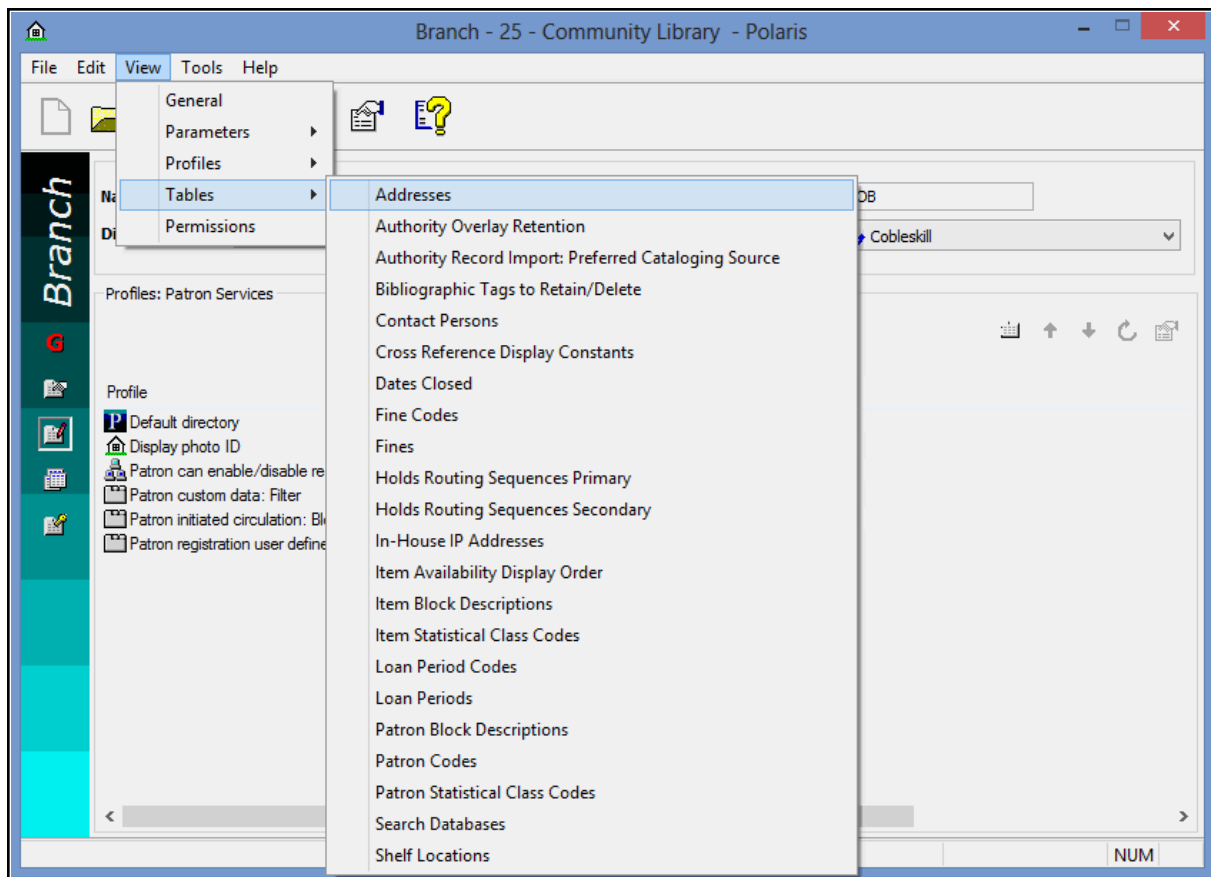 Branch - 25 - Community Library - Polaris
File Edit View Tools Help
General
Parameters
Profiles
Tables
Permissions
Branch
Cobleskill
Profiles: Patron Services
G
Profile
P Default directory
Display photo ID
Patron can enable/disable re
Patron custom data: Filter
Patron initiated circulation: Bl
Patron registration user define
Addresses
Authority Overlay Retention
Authority Record Import: Preferred Cataloging Source
Bibliographic Tags to Retain/Delete
Contact Persons
Cross Reference Display Constants
Dates Closed
Fine Codes
Fines
Holds Routing Sequences Primary
Holds Routing Sequences Secondary
In-House IP Addresses
Item Availability Display Order
Item Block Descriptions
Item Statistical Class Codes
Loan Period Codes
Loan Periods
Patron Block Descriptions
Patron Codes
Patron Statistical Class Codes
Search Databases
Shelf Locations
NUM